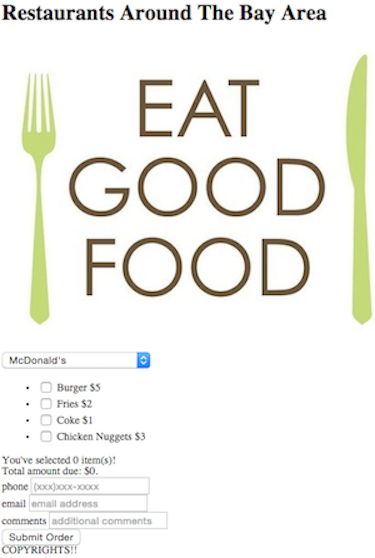 Restaurants Around The Bay Area
EAT
GOOD
FOOD
McDonald's
Burger $5
Fries $2
Coke $1
Chicken Nuggets $3
You've selected 0 item(s)!
Total amount due: $0.
phone (xxx)xxx-xxxx
email email address
comments additional comments
Submit Order
COPYRIGHTS!!